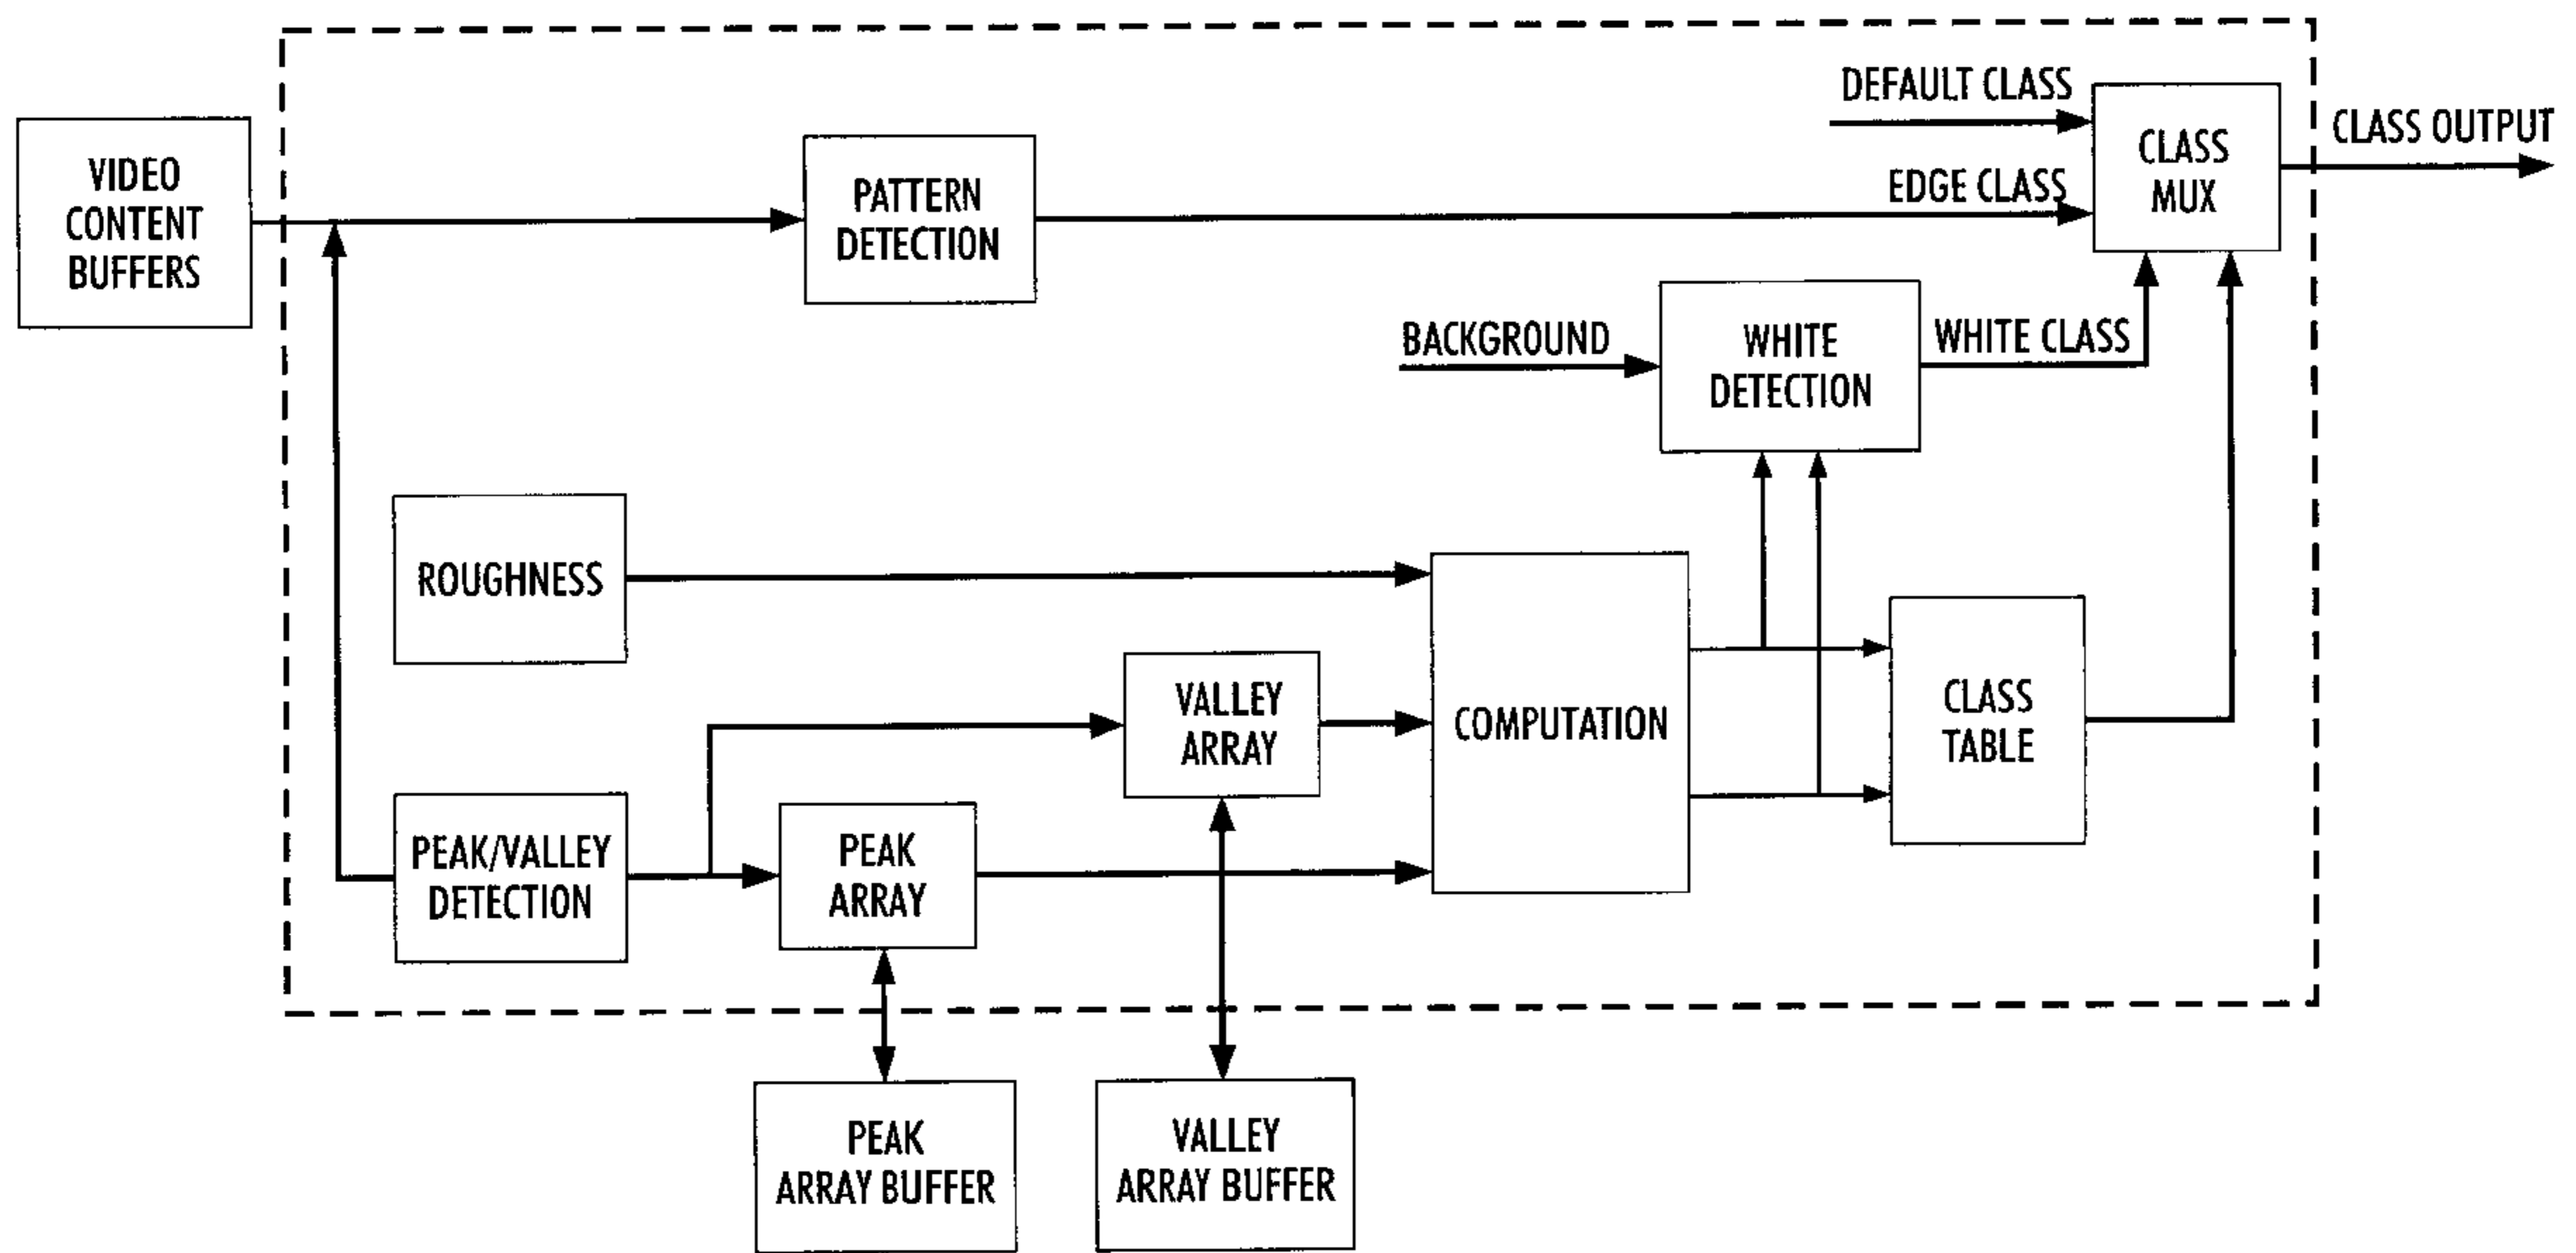 DEFAULT CLASS
CLASS OUTPUT
CLASS
MUX
VIDEO
CONTENT
BUFFERS
PATTERN
DETECTION
EDGE CLASS
BACKGROUND
WHITE
DETECTION
WHITE CLASS
ROUGHNESS
VALLEY
ARRAY
COMPUTATION
CLASS
TABLE
PEAK/VALLEY
DETECTION
PEAK
ARRAY
PEAK
ARRAY BUFFER
VALLEY
ARRAY BUFFER